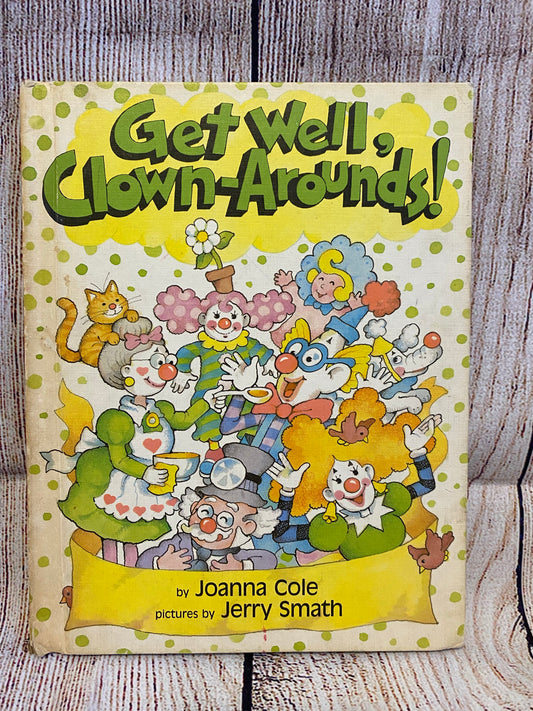 Get Well,
Clown-Arounds!
by Joanna Cole
pictures by Jerry Smath